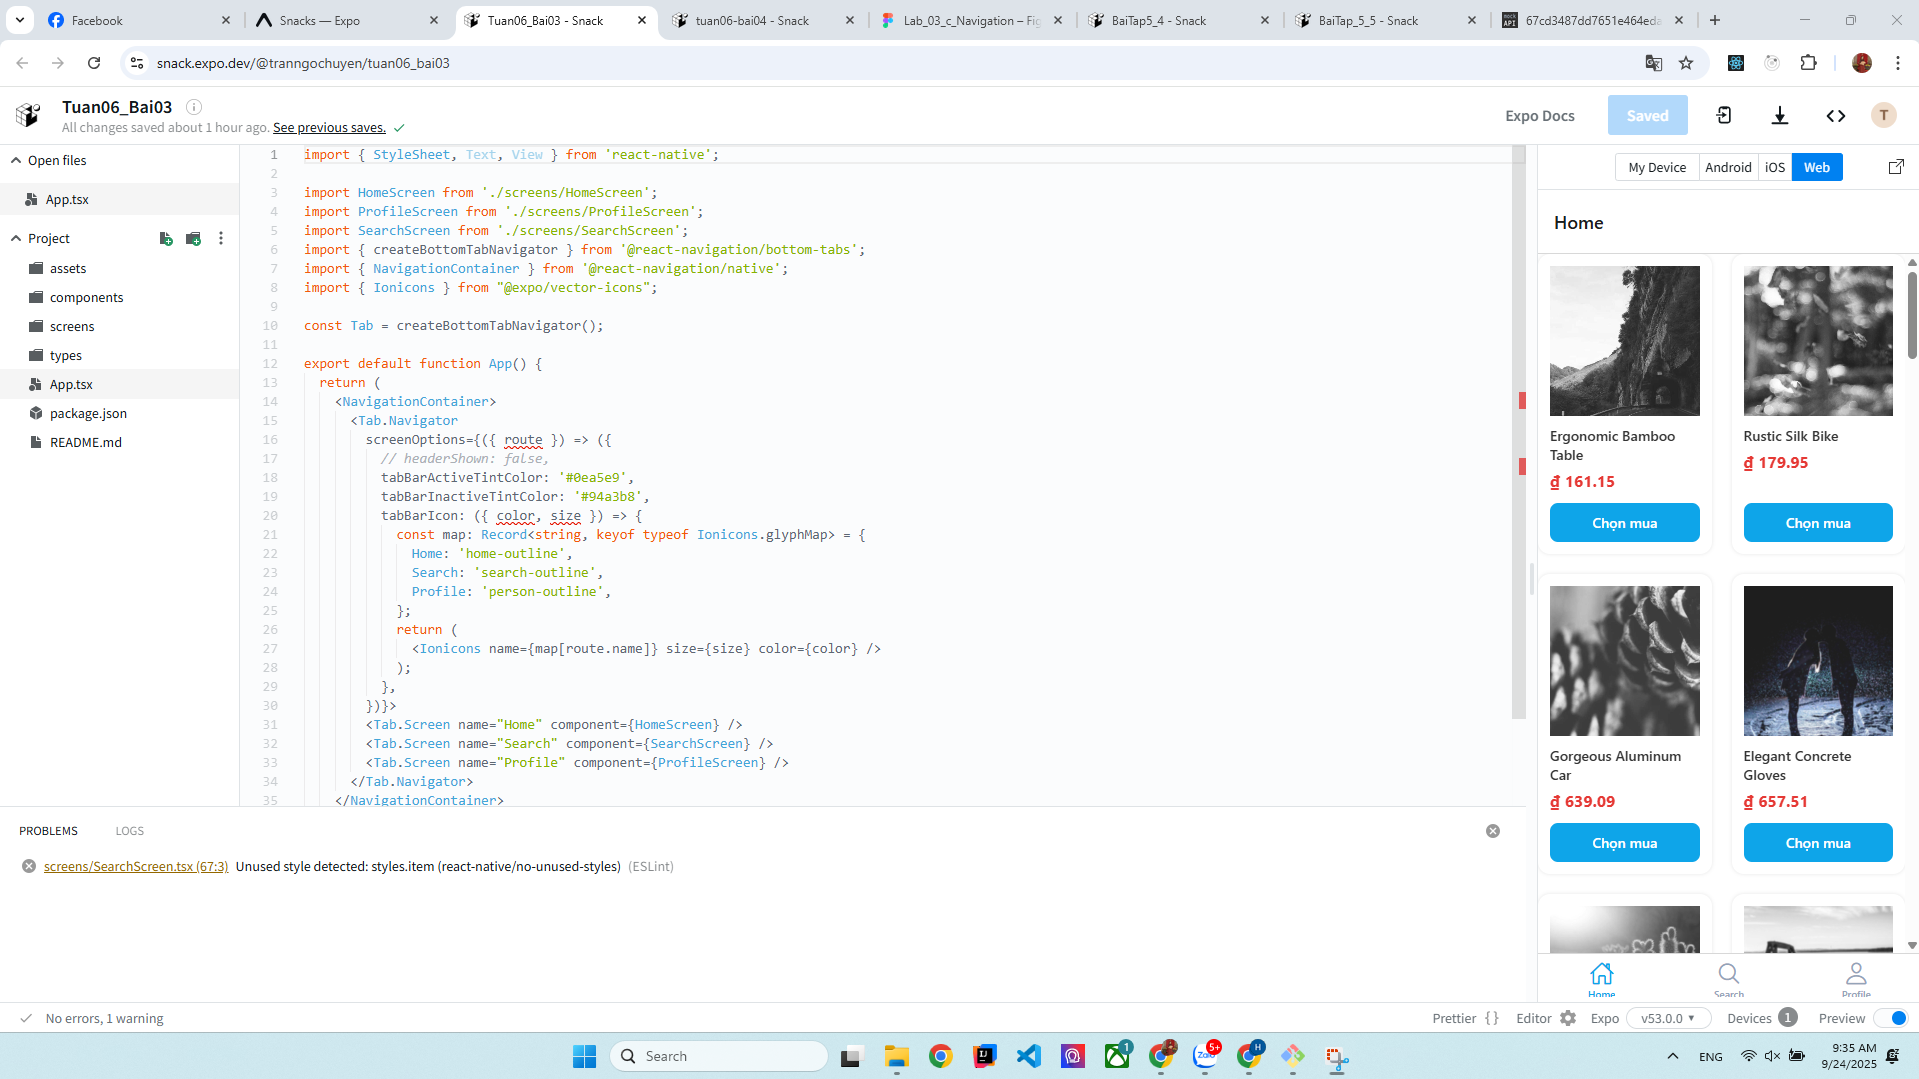 Facebook
Snacks — Expo
Tuan06_Bai03 - Snack
tuan06-bai04 - Snack
Lab_03_c_Navigation – Fig
BaiTap5_4 - Snack
BaiTap_5_5 - Snack
67cd3487dd7651e464eda
snack.expo.dev/@tranngochuyen/tuan06_bai03
Tuan06_Bai03
All changes saved about 1 hour ago. See previous saves.
Expo Docs
Saved
T
Open files
App.tsx
Project
assets
components
screens
types
App.tsx
package.json
README.md
1 import { StyleSheet, Text, View } from 'react-native';
2
3 import HomeScreen from './screens/HomeScreen';
4 import ProfileScreen from './screens/ProfileScreen';
5 import SearchScreen from './screens/SearchScreen';
6 import { createBottomTabNavigator } from '@react-navigation/bottom-tabs';
7 import { NavigationContainer } from '@react-navigation/native';
8 import { Ionicons } from "@expo/vector-icons";
9
10 const Tab = createBottomTabNavigator();
11
12 export default function App() {
13 return (
14 <NavigationContainer>
15 <Tab.Navigator
16 screenOptions={({ route }) => ({
17 // headerShown: false,
18 tabBarActiveTintColor: '#0ea5e9',
19 tabBarInactiveTintColor: '#94a3b8',
20 tabBarIcon: ({ color, size }) => {
21 const map: Record<string, keyof typeof Ionicons.glyphMap> = {
22 Home: 'home-outline',
23 Search: 'search-outline',
24 Profile: 'person-outline',
25 };
26 return (
27 <Ionicons name={map[route.name]} size={size} color={color} />
28 );
29 },
30 })}>
31 <Tab.Screen name="Home" component={HomeScreen} />
32 <Tab.Screen name="Search" component={SearchScreen} />
33 <Tab.Screen name="Profile" component={ProfileScreen} />
34 </Tab.Navigator>
35 </NavigationContainer>
My Device Android iOS Web
Home
Ergonomic Bamboo
Table
₫ 161.15
Chọn mua
Rustic Silk Bike
₫ 179.95
Chọn mua
Gorgeous Aluminum
Car
₫ 639.09
Chọn mua
Elegant Concrete
Gloves
₫ 657.51
Chọn mua
Home
Search
Profile
PROBLEMS LOGS
screens/SearchScreen.tsx (67:3) Unused style detected: styles.item (react-native/no-unused-styles) (ESLint)
No errors, 1 warning
Prettier {} Editor Expo v53.0.0 Devices 1 Preview
Search
1
5+
Zalo
H
ENG
9:35 AM
9/24/2025